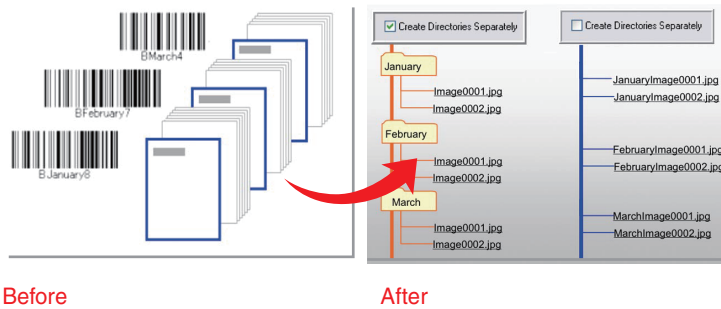 BMarch4
BFebruary7
BJanuary8
Create Directories Separately
January
Image0001.jpg
Image0002.jpg
February
Image0001.jpg
Image0002.jpg
March
Image0001.jpg
Image0002.jpg
Create Directories Separately
JanuaryImage0001.jpg
JanuaryImage0002.jpg
FebruaryImage0001.jpg
FebruaryImage0002.jpg
MarchImage0001.jpg
MarchImage0002.jpg
Before
After